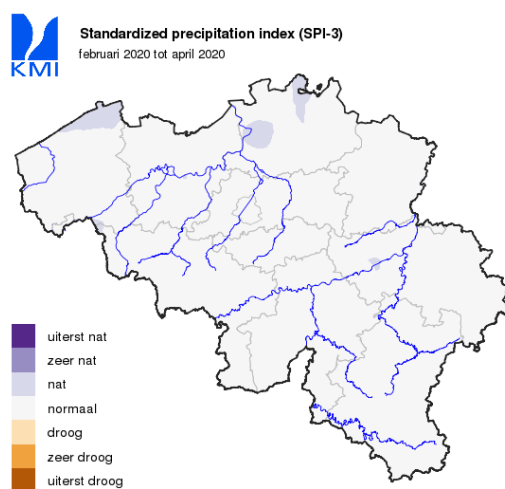 Standardized precipitation index (SPI-3)
februari 2020 tot april 2020
KMI
uiterst nat
zeer nat
nat
normaal
droog
zeer droog
uiterst droog